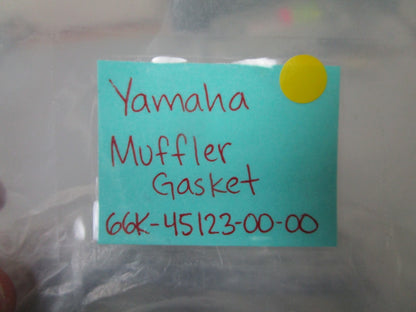 Yamaha
Muffler
Gasket
66K-45123-00-00